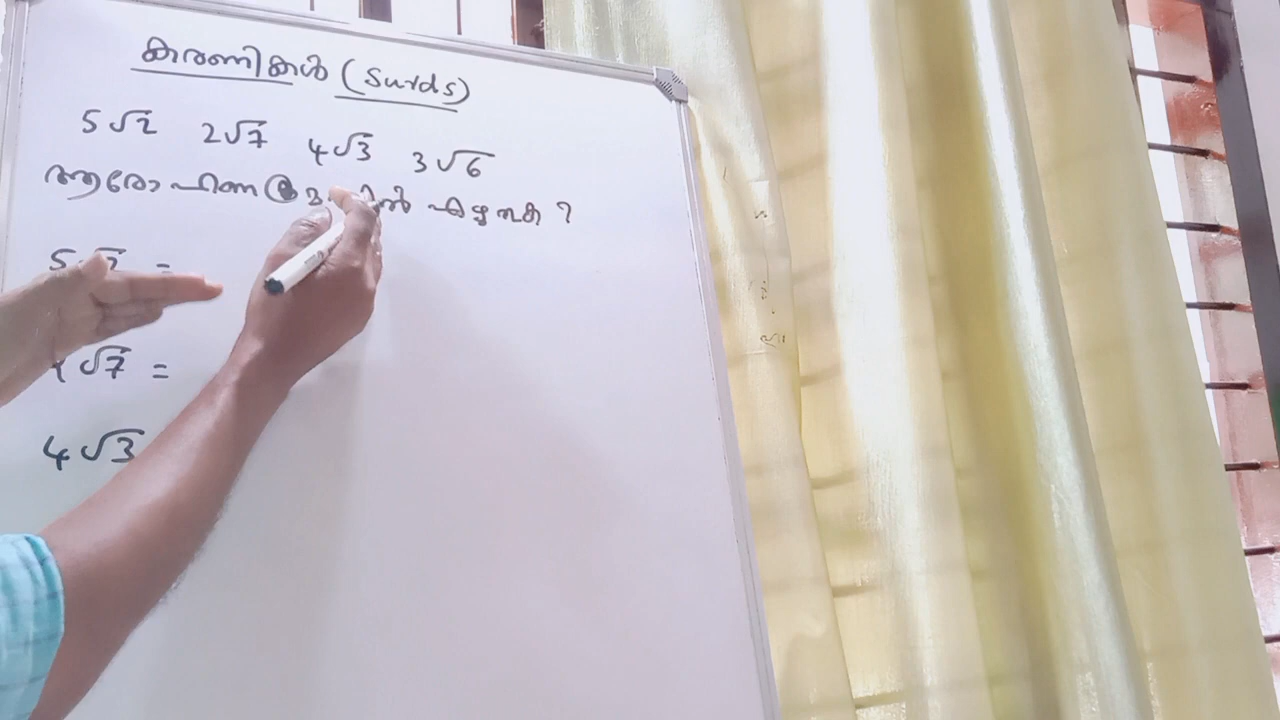 കരണികൾ (Surds)
5√2 2√7 4√3 3√6
ആരോഹണ ിൽ എഴുതുക ?
5√2 =
√7 =
4√3